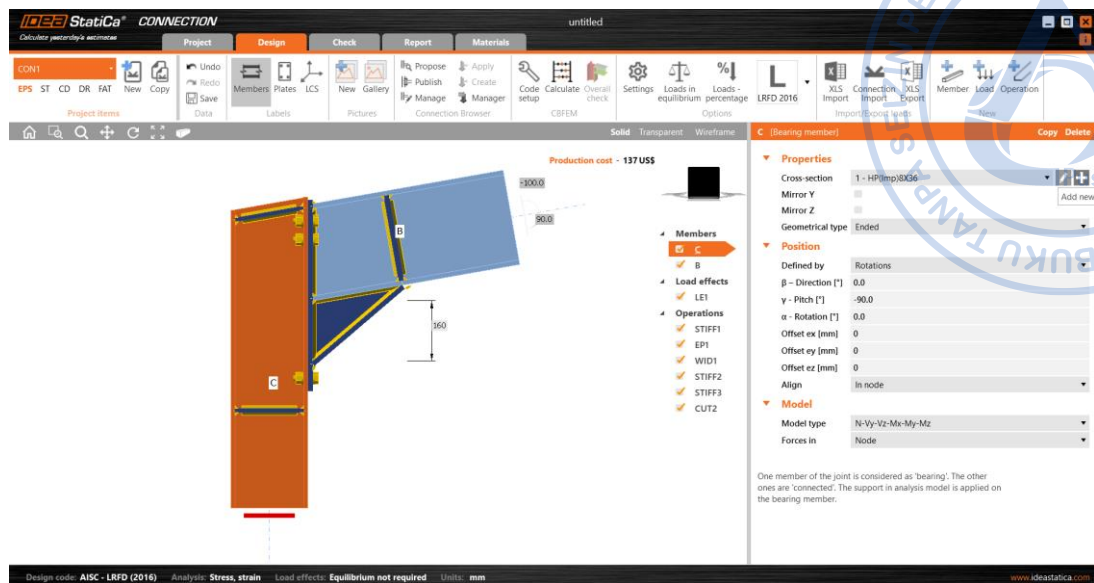 IDEA StatiCa® CONNECTION
Calculate yesterday's estimates
untitled
Project Design Check Report Materials
CON1
EPS ST CD DR FAT
New Copy
Project items
Undo
Redo
Save
Data
Members Plates LCS
Labels
New Gallery
Pictures
Propose
Publish
Manage
Apply
Create
Manager
Connection Browser
Code setup
Calculate
Overall check
CBFEM
Settings
Loads in equilibrium
Loads - percentage
Options
LRFD 2016
XLS Import
Connection Import
XLS Export
Import/Export loads
Member Load Operation
New
Solid Transparent Wireframe
Production cost - 137 US$
-100.0
90.0
B
160
C
Members
C
B
Load effects
LE1
Operations
STIFF1
EP1
WID1
STIFF2
STIFF3
CUT2
C [Bearing member] Copy Delete
Properties
Cross-section 1 - HP(Imp)8X36
Add new
Mirror Y
Mirror Z
Geometrical type Ended
Position
Defined by Rotations
β – Direction [°] 0.0
γ - Pitch [°] -90.0
α - Rotation [°] 0.0
Offset ex [mm] 0
Offset ey [mm] 0
Offset ez [mm] 0
Align In node
Model
Model type N-Vy-Vz-Mx-My-Mz
Forces in Node
One member of the joint is considered as 'bearing'. The other
ones are 'connected'. The support in analysis model is applied on
the bearing member.
Design code: AISC - LRFD (2016) Analysis: Stress, strain Load effects: Equilibrium not required Units: mm
www.ideastatica.com